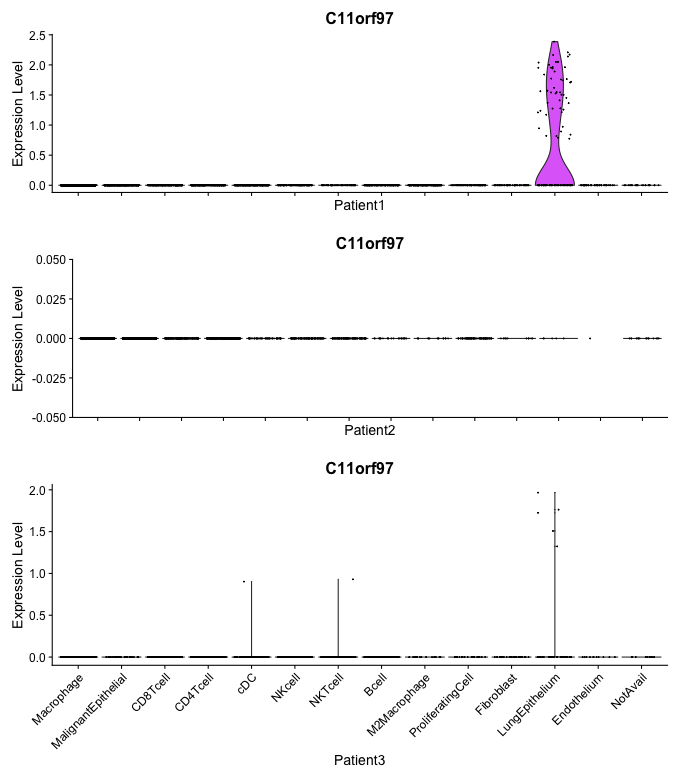 C11orf97
Expression Level
2.5
2.0
1.5
1.0
0.5
0.0
Patient1
C11orf97
Expression Level
0.050
0.025
0.000
-0.025
-0.050
Patient2
C11orf97
Expression Level
2.0
1.5
1.0
0.5
0.0
Macrophage
MalignantEpithelial
CD8Tcell
CD4Tcell
cDC
NKcell
NKTcell
Bcell
M2Macrophage
ProliferatingCell
Fibroblast
LungEpithelium
Endothelium
NotAvail
Patient3